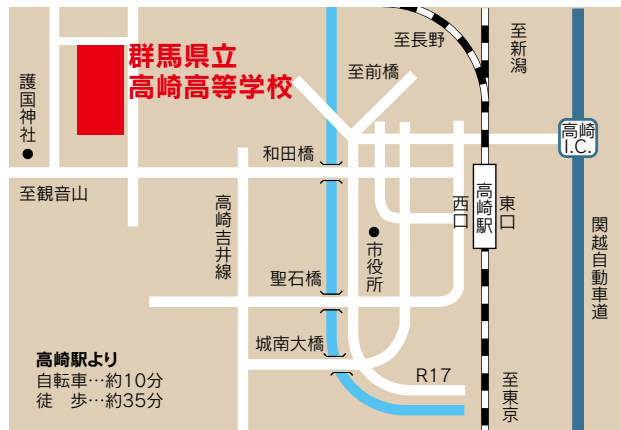 群馬県立
高崎高等学校
至長野
至新潟
至前橋
護国神社
高崎
I.C.
和田橋
至観音山
高崎吉井線
西口
高崎駅
東口
市役所
関越自動車道
聖石橋
城南大橋
高崎駅より
自転車…約10分
徒　歩…約35分
R17
至東京